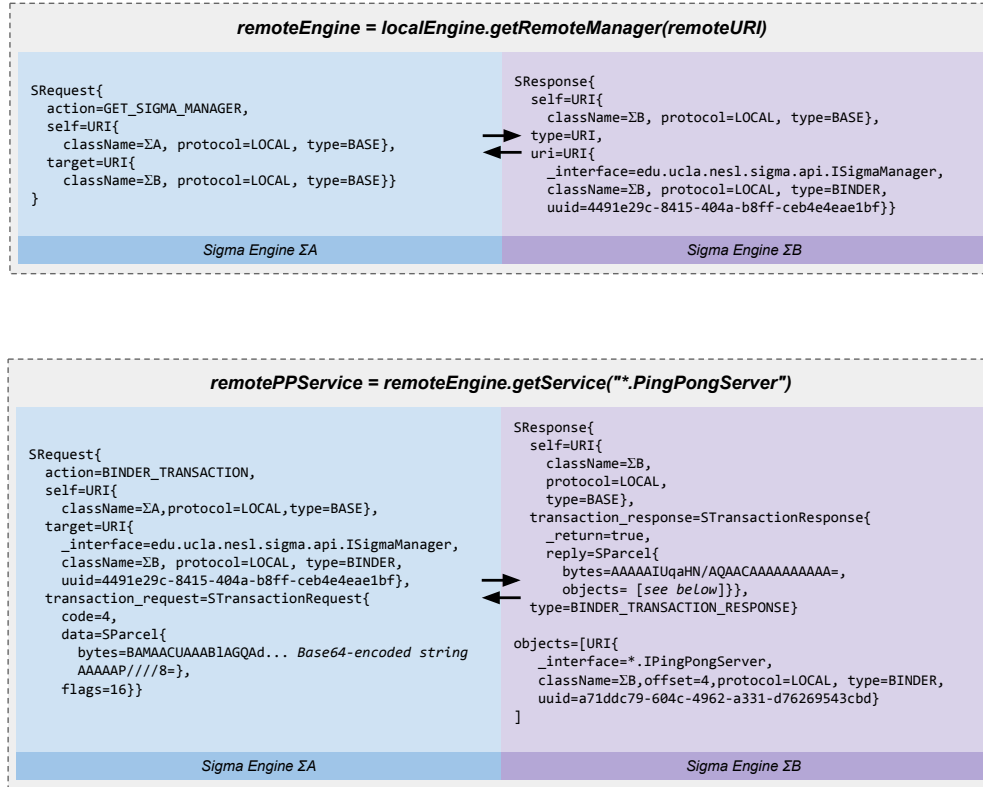 remoteEngine = localEngine.getRemoteManager(remoteURI)
SRequest{
action=GET_SIGMA_MANAGER,
self=URI{
className=ΣA, protocol=LOCAL, type=BASE},
target=URI{
className=ΣB, protocol=LOCAL, type=BASE}}
}
SResponse{
self=URI{
className=ΣB, protocol=LOCAL, type=BASE},
type=URI,
uri=URI{
_interface=edu.ucla.nesl.sigma.api.ISigmaManager,
className=ΣB, protocol=LOCAL, type=BINDER,
uuid=4491e29c-8415-404a-b8ff-ceb4e4eae1bf}}
Sigma Engine ΣA
Sigma Engine ΣB
remotePPService = remoteEngine.getService("*.PingPongServer")
SRequest{
action=BINDER_TRANSACTION,
self=URI{
className=ΣA,protocol=LOCAL,type=BASE},
target=URI{
_interface=edu.ucla.nesl.sigma.api.ISigmaManager,
className=ΣB, protocol=LOCAL, type=BINDER,
uuid=4491e29c-8415-404a-b8ff-ceb4e4eae1bf},
transaction_request=STransactionRequest{
code=4,
data=SParcel{
bytes=BAMAACUAAABlAGQAd... Base64-encoded string
AAAAAP////8=},
flags=16}}
SResponse{
self=URI{
className=ΣB,
protocol=LOCAL,
type=BASE},
transaction_response=STransactionResponse{
_return=true,
reply=SParcel{
bytes=AAAAAIUqaHN/AQAACAAAAAAAAAA=,
objects= [see below]}},
type=BINDER_TRANSACTION_RESPONSE}
objects=[URI{
_interface=*.IPingPongServer,
className=ΣB,offset=4,protocol=LOCAL, type=BINDER,
uuid=a71ddc79-604c-4962-a331-d76269543cbd}
]
Sigma Engine ΣA
Sigma Engine ΣB